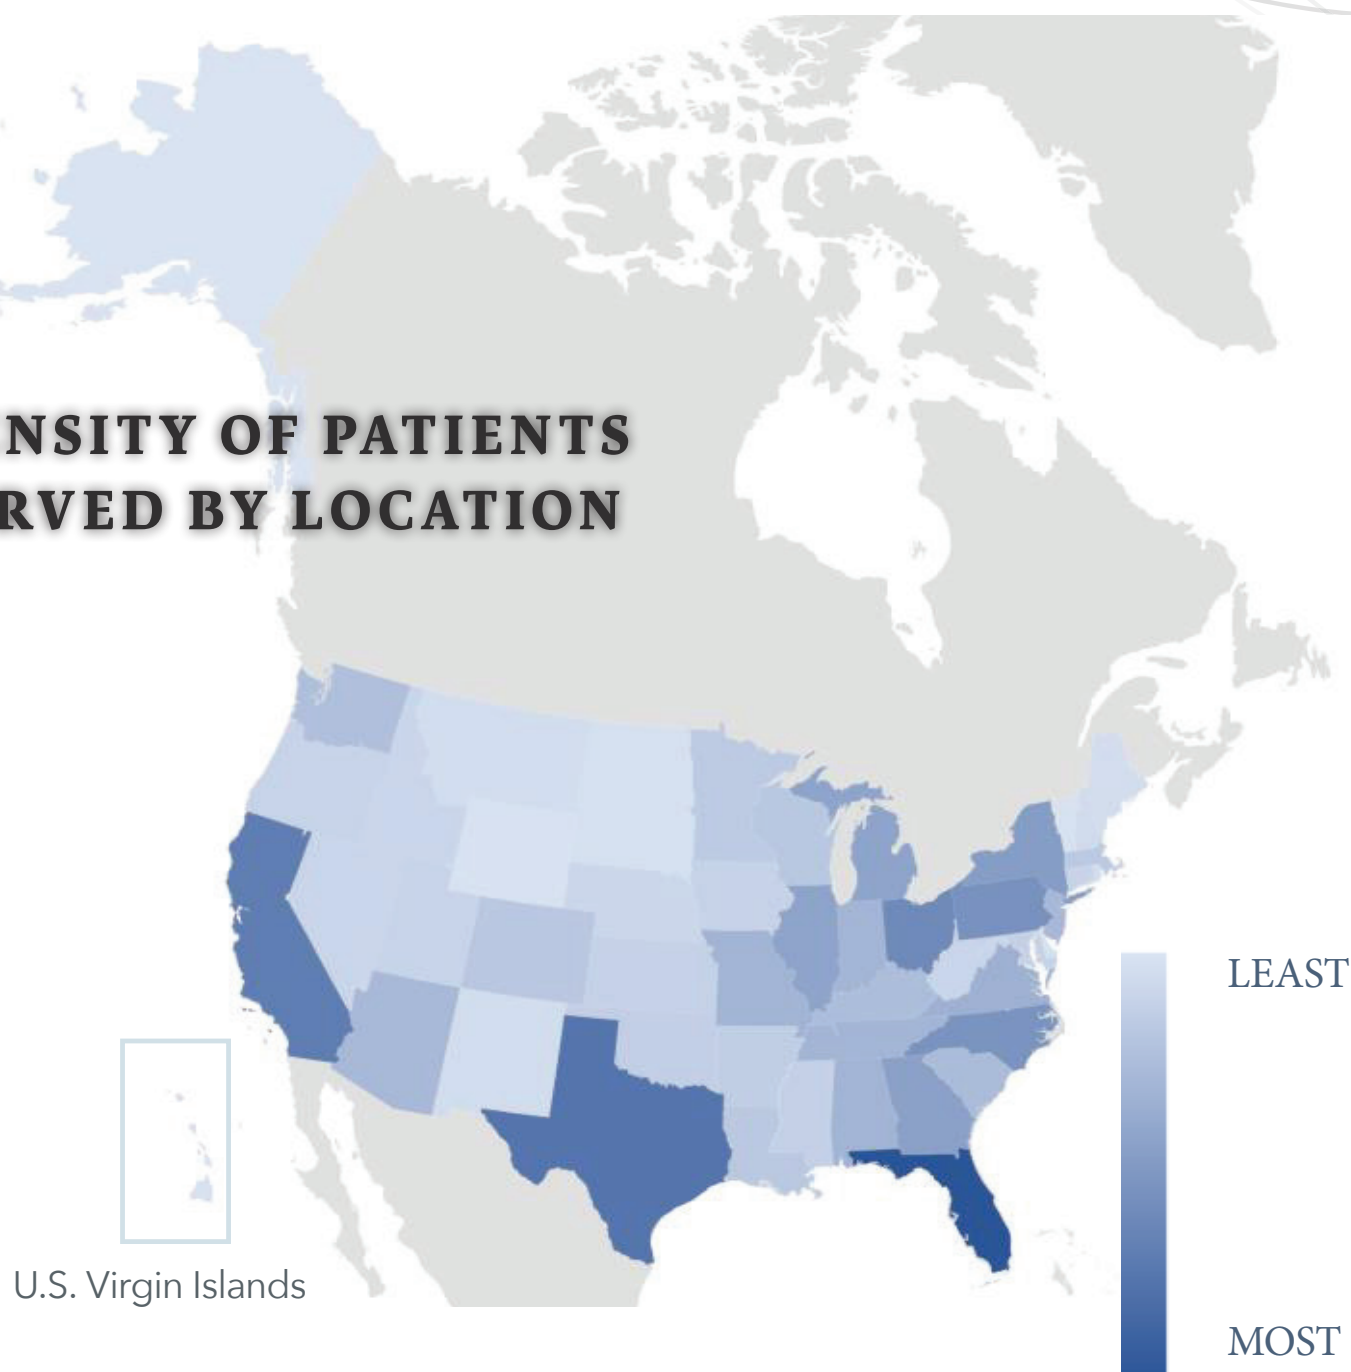 NSITY OF PATIENTS
RVED BY LOCATION
LEAST
U.S. Virgin Islands
MOST